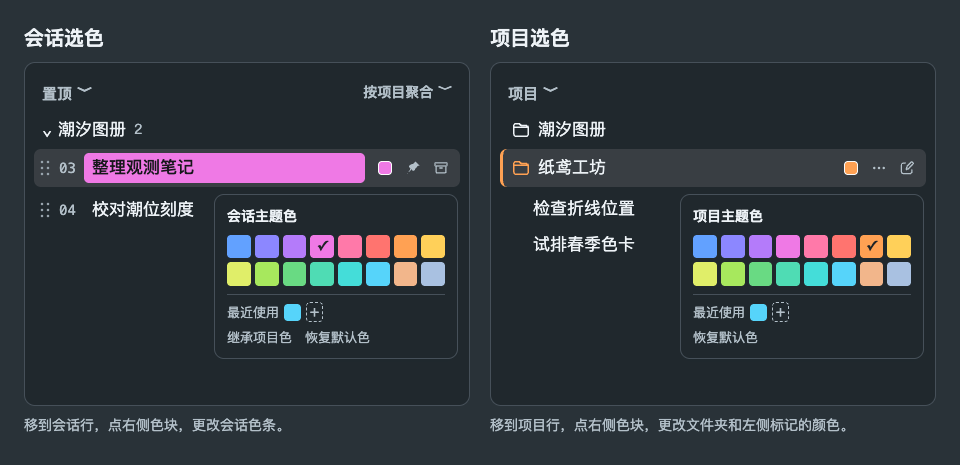 会话选色
置顶
按项目聚合
潮汐图册 2
03 整理观测笔记
04 校对潮位刻度
会话主题色
最近使用
继承项目色 恢复默认色
移到会话行，点右侧色块，更改会话色条。
项目选色
项目
潮汐图册
纸鸢工坊
检查折线位置
试排春季色卡
项目主题色
最近使用
恢复默认色
移到项目行，点右侧色块，更改文件夹和左侧标记的颜色。